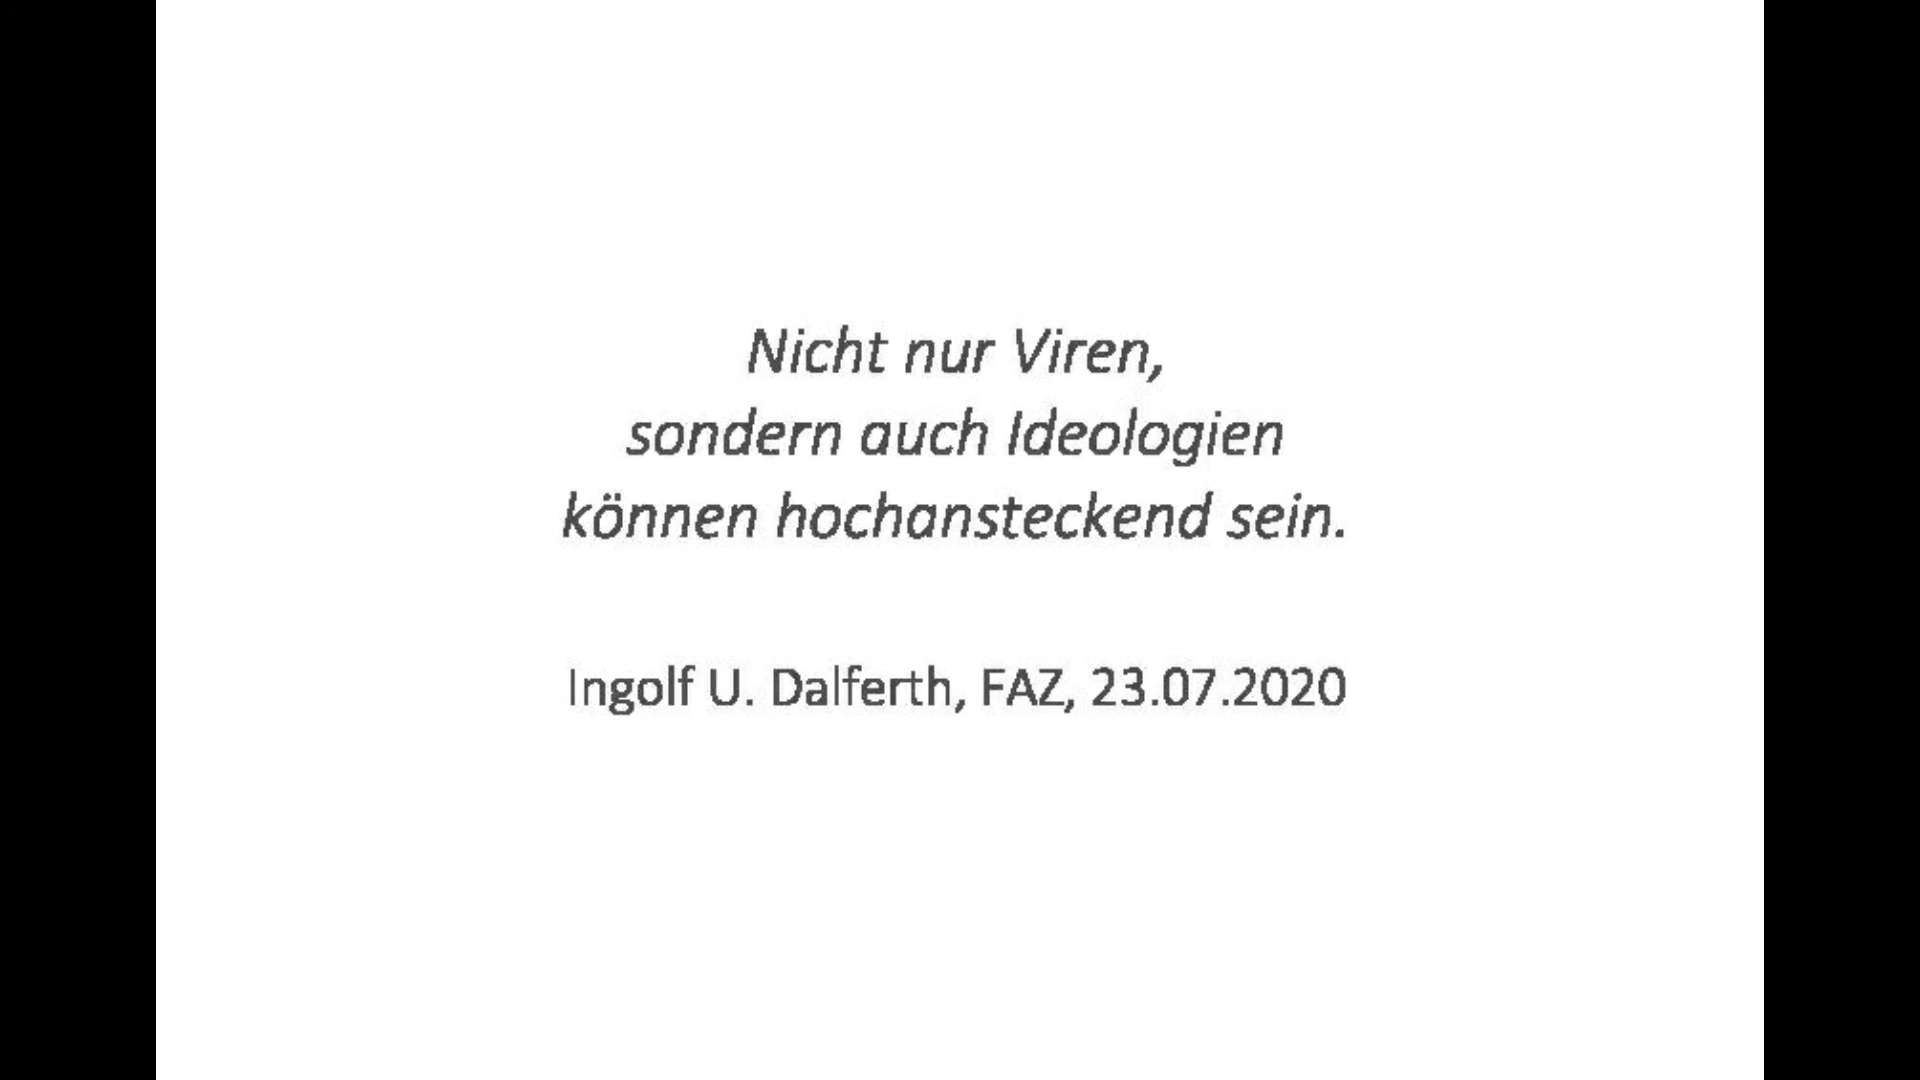 Nicht nur Viren,
sondern auch Ideologien
können hochansteckend sein.
Ingolf U. Dalferth, FAZ, 23.07.2020